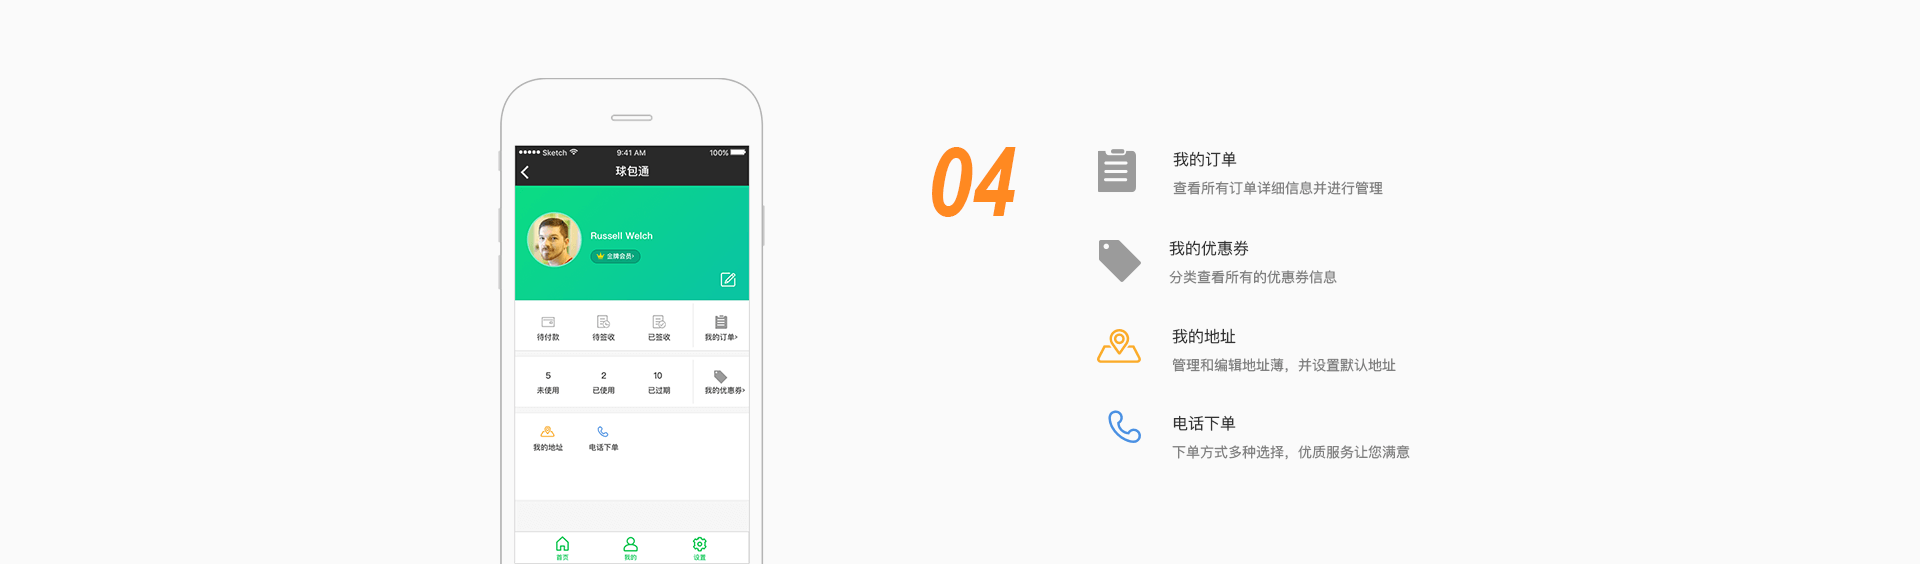 Sketch 9:41 AM 100%
球包通
Russell Welch
金牌会员›
待付款 待签收 已签收 我的订单›
5 2 10
未使用 已使用 已过期 我的优惠券›
我的地址 电话下单
首页 我的 设置
04
我的订单
查看所有订单详细信息并进行管理
我的优惠券
分类查看所有的优惠券信息
我的地址
管理和编辑地址薄，并设置默认地址
电话下单
下单方式多种选择，优质服务让您满意